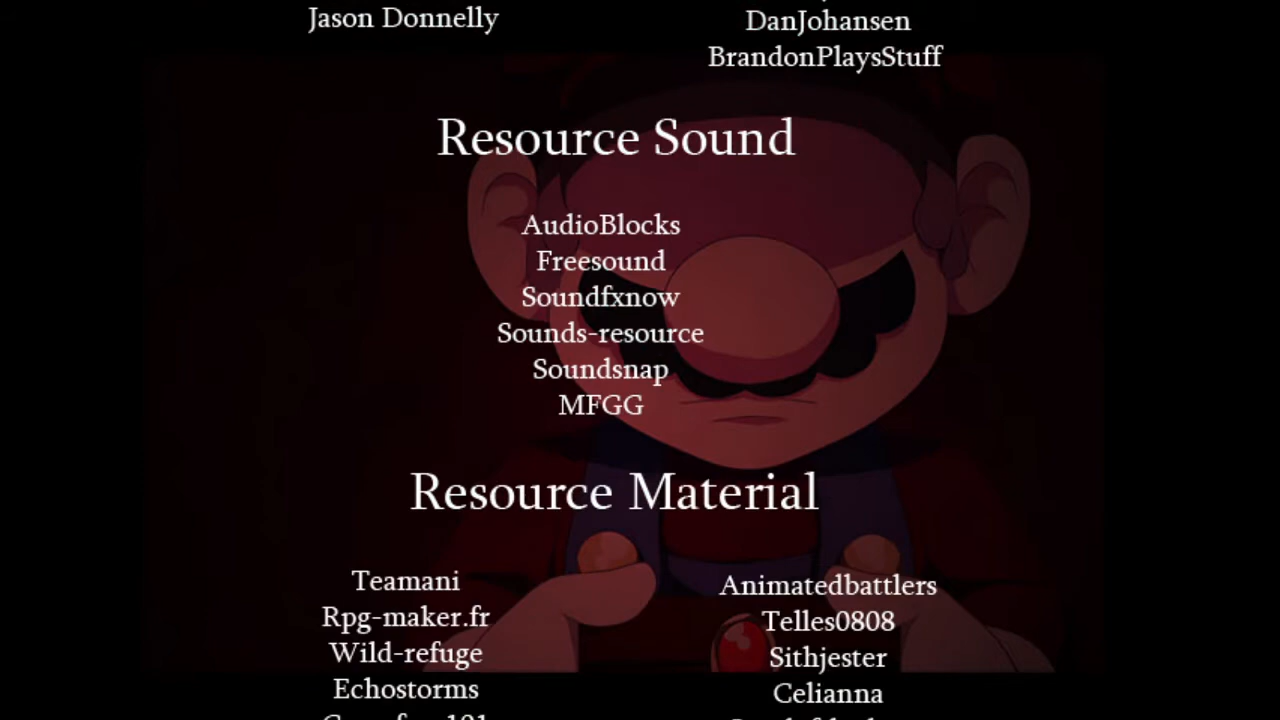 Jason Donnelly
DanJohansen
BrandonPlaysStuff
Resource Sound
AudioBlocks
Freesound
Soundfxnow
Sounds-resource
Soundsnap
MFGG
Resource Material
Teamani
Rpg-maker.fr
Wild-refuge
Echostorms
Animatedbattlers
Telles0808
Sithjester
Celianna